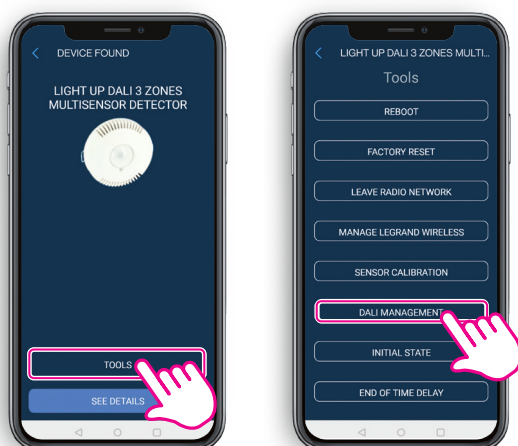 DEVICE FOUND
LIGHT UP DALI 3 ZONES
MULTISENSOR DETECTOR
TOOLS
SEE DETAILS
LIGHT UP DALI 3 ZONES MULTI...
Tools
REBOOT
FACTORY RESET
LEAVE RADIO NETWORK
MANAGE LEGRAND WIRELESS
SENSOR CALIBRATION
DALI MANAGEMENT
INITIAL STATE
END OF TIME DELAY